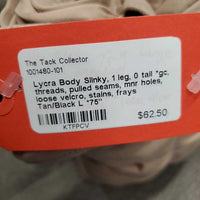 The Tack Collector
1001480-101
Lycra Body Slinky, 1 leg, 0 tail *gc,
threads, pulled seams, mnr holes,
loose velcro, stains, frays
Tan/Black L *75"
KTFPCV
$62.50